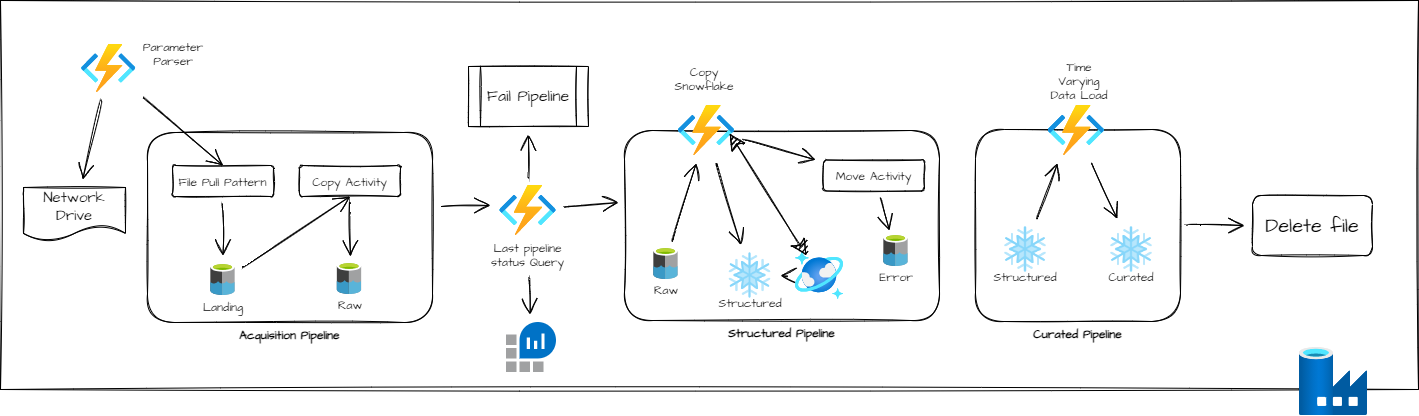 Parameter
Parser
Network
Drive
File Pull Pattern
Copy Activity
Landing
Raw
Acquisition Pipeline
Fail Pipeline
Last pipeline
status Query
Copy
Snowflake
Move Activity
Raw
Structured
Error
Structured Pipeline
Time
Varying
Data Load
Structured
Curated
Curated Pipeline
Delete file